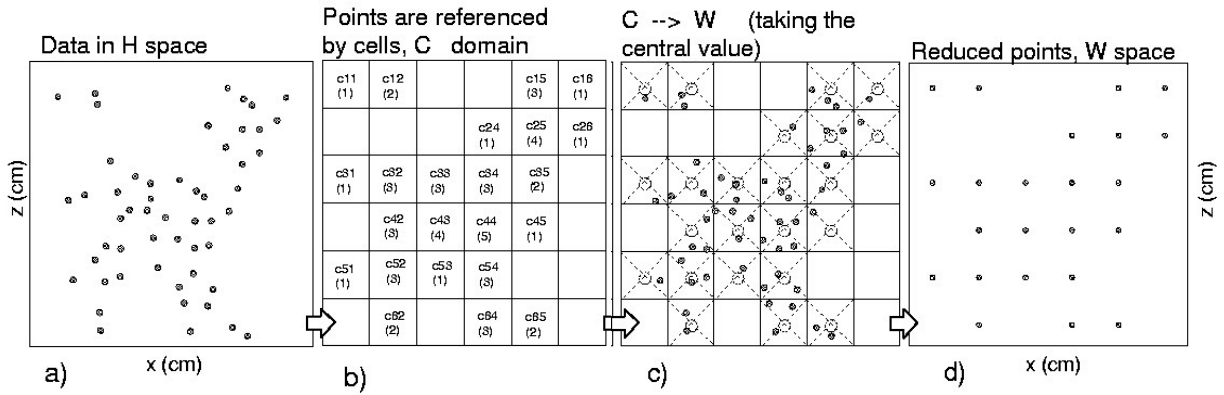 Data in H space
Points are referenced
by cells, C domain
C --> W (taking the
central value)
Reduced points, W space
z (cm)
x (cm)
a)
c11 c12 c15 c16
(1) (2) (3) (1)
c24 c25 c26
(1) (4) (1)
c31 c32 c33 c34 c35
(1) (3) (3) (3) (2)
c42 c43 c44 c45
(3) (4) (5) (1)
c51 c52 c53 c54
(1) (3) (1) (3)
c62 c64 c65
(2) (3) (2)
b)
c)
x (cm)
z (cm)
d)